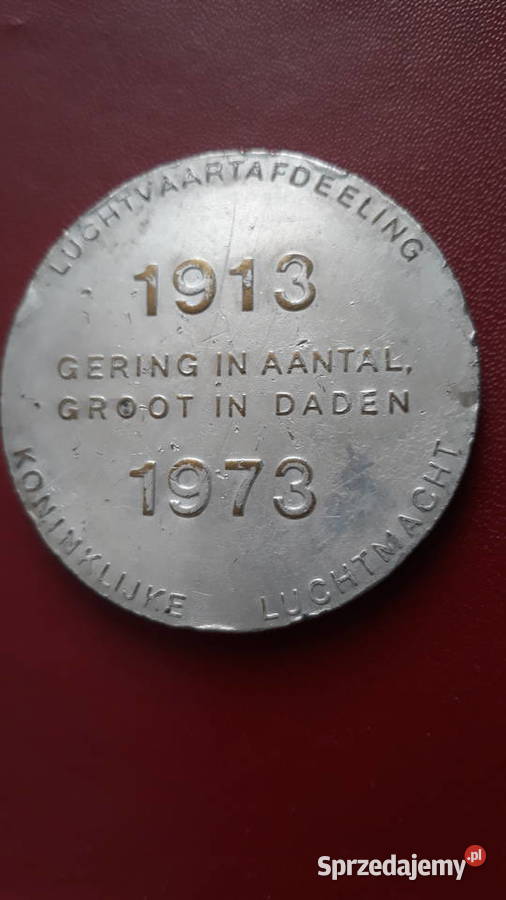 LUCHTVAARTAFDEELING
1913
GERING IN AANTAL,
GROOT IN DADEN
1973
KONINKLIJKE LUCHTMACHT
Sprzedajemy.pl